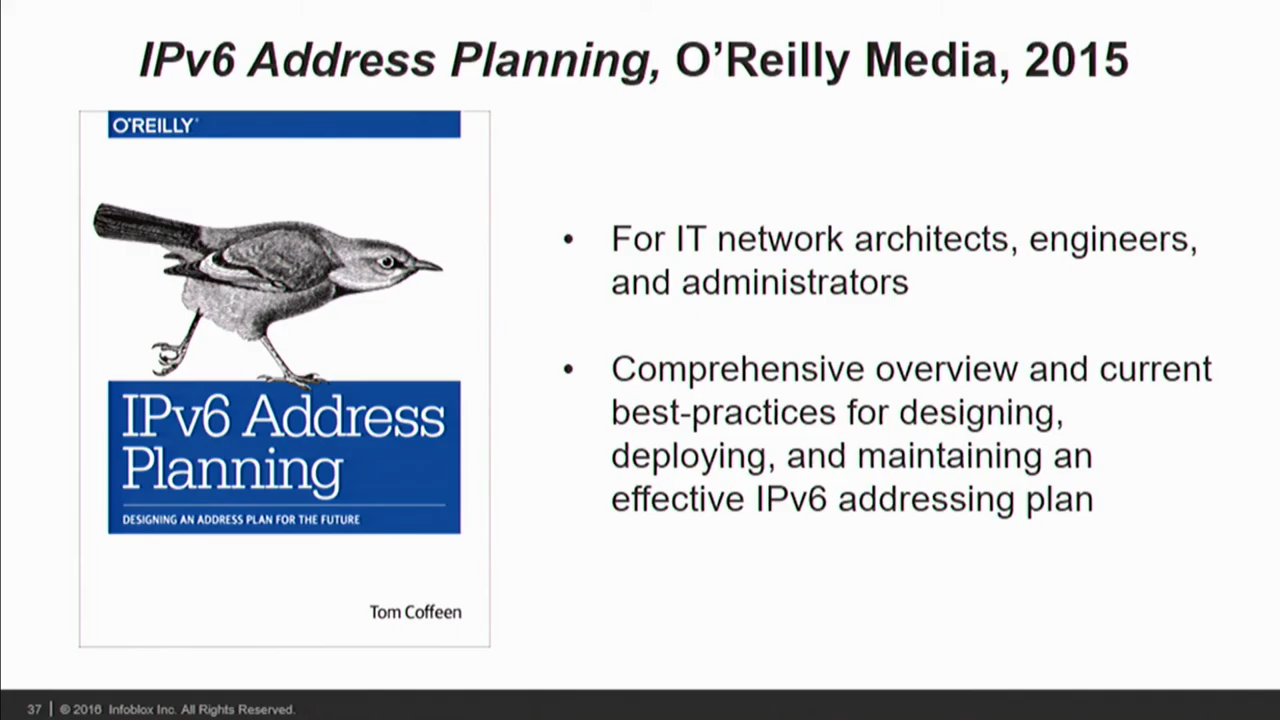 IPv6 Address Planning, O'Reilly Media, 2015
O'REILLY®
IPv6 Address
Planning
DESIGNING AN ADDRESS PLAN FOR THE FUTURE
Tom Coffeen
• For IT network architects, engineers,
and administrators
• Comprehensive overview and current
best-practices for designing,
deploying, and maintaining an
effective IPv6 addressing plan
37 | © 2016 Infoblox Inc. All Rights Reserved.